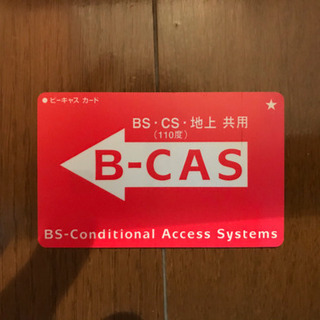 ● ビーキャス カード
★
BS・CS・地上 共用
(110度)
B-CAS
BS-Conditional Access Systems